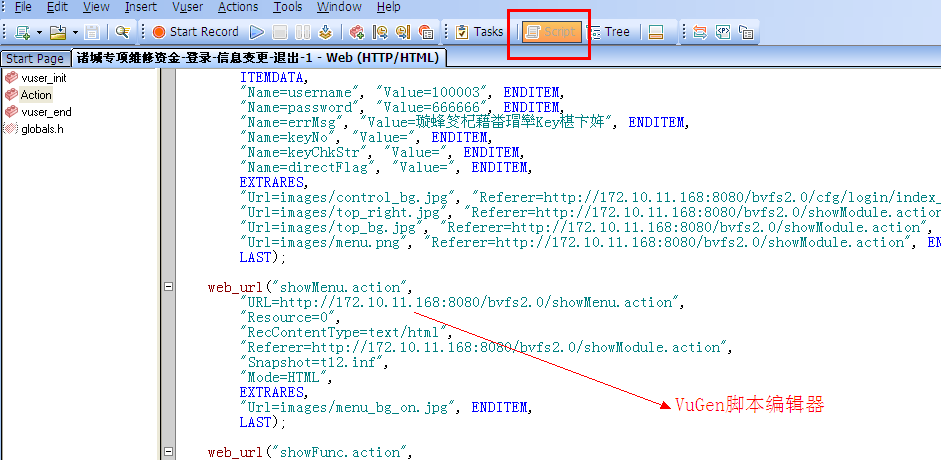 File Edit View Insert Vuser Actions Tools Window Help
Start Record Tasks Script Tree
Start Page 诸城专项维修资金-登录-信息变更-退出-1 - Web (HTTP/HTML)
vuser_init
Action
vuser_end
globals.h
ITEMDATA,
"Name=username", "Value=100003", ENDITEM,
"Name=password", "Value=666666", ENDITEM,
"Name=errMsg", "Value=璇蜂笅杞藉畨瑁匲Key椹卞姩", ENDITEM,
"Name=keyNo", "Value=", ENDITEM,
"Name=keyChkStr", "Value=", ENDITEM,
"Name=directFlag", "Value=", ENDITEM,
EXTRARES,
"Url=images/control_bg.jpg", "Referer=http://172.10.11.168:8080/bvfs2.0/cfg/login/index_
"Url=images/top_right.jpg", "Referer=http://172.10.11.168:8080/bvfs2.0/showModule.action
"Url=images/top_bg.jpg", "Referer=http://172.10.11.168:8080/bvfs2.0/showModule.action",
"Url=images/menu.png", "Referer=http://172.10.11.168:8080/bvfs2.0/showModule.action", EN
LAST);
web_url("showMenu.action",
"URL=http://172.10.11.168:8080/bvfs2.0/showMenu.action",
"Resource=0",
"RecContentType=text/html",
"Referer=http://172.10.11.168:8080/bvfs2.0/showModule.action",
"Snapshot=t12.inf",
"Mode=HTML",
EXTRARES,
"Url=images/menu_bg_on.jpg", ENDITEM,
LAST);
VuGen脚本编辑器
web_url("showFunc.action",